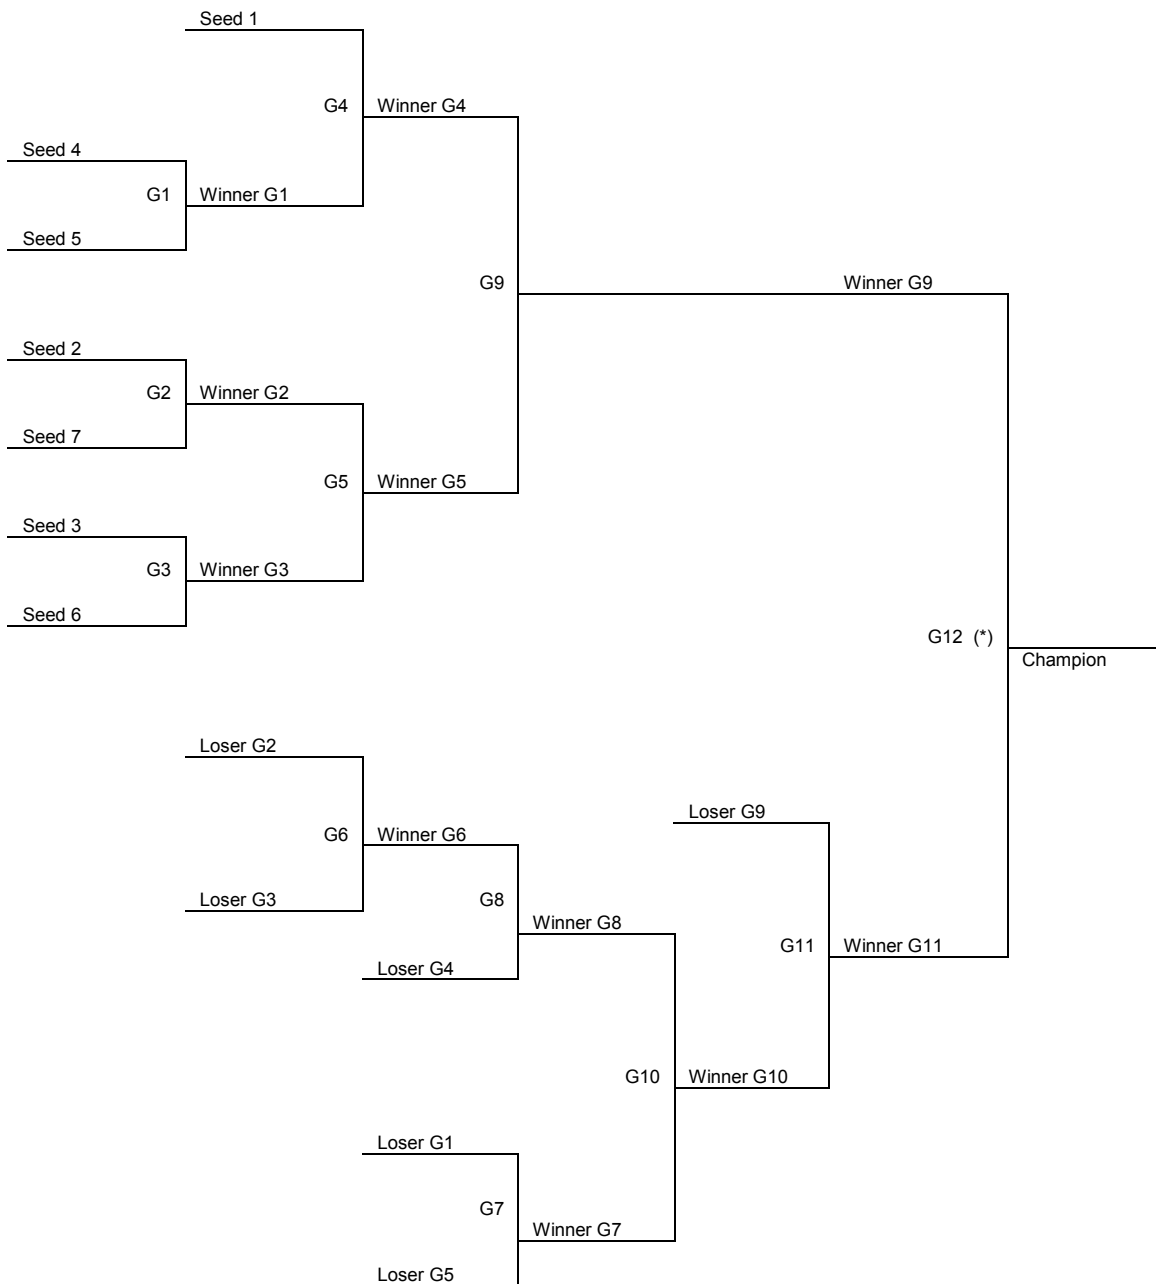 Seed 1
G4
Winner G4
Seed 4
G1
Winner G1
Seed 5
G9
Winner G9
Seed 2
G2
Winner G2
Seed 7
G5
Winner G5
Seed 3
G3
Winner G3
Seed 6
G12 (*)
Champion
Loser G2
Loser G9
G6
Winner G6
Loser G3
G8
Winner G8
G11
Winner G11
Loser G4
G10
Winner G10
Loser G1
G7
Winner G7
Loser G5